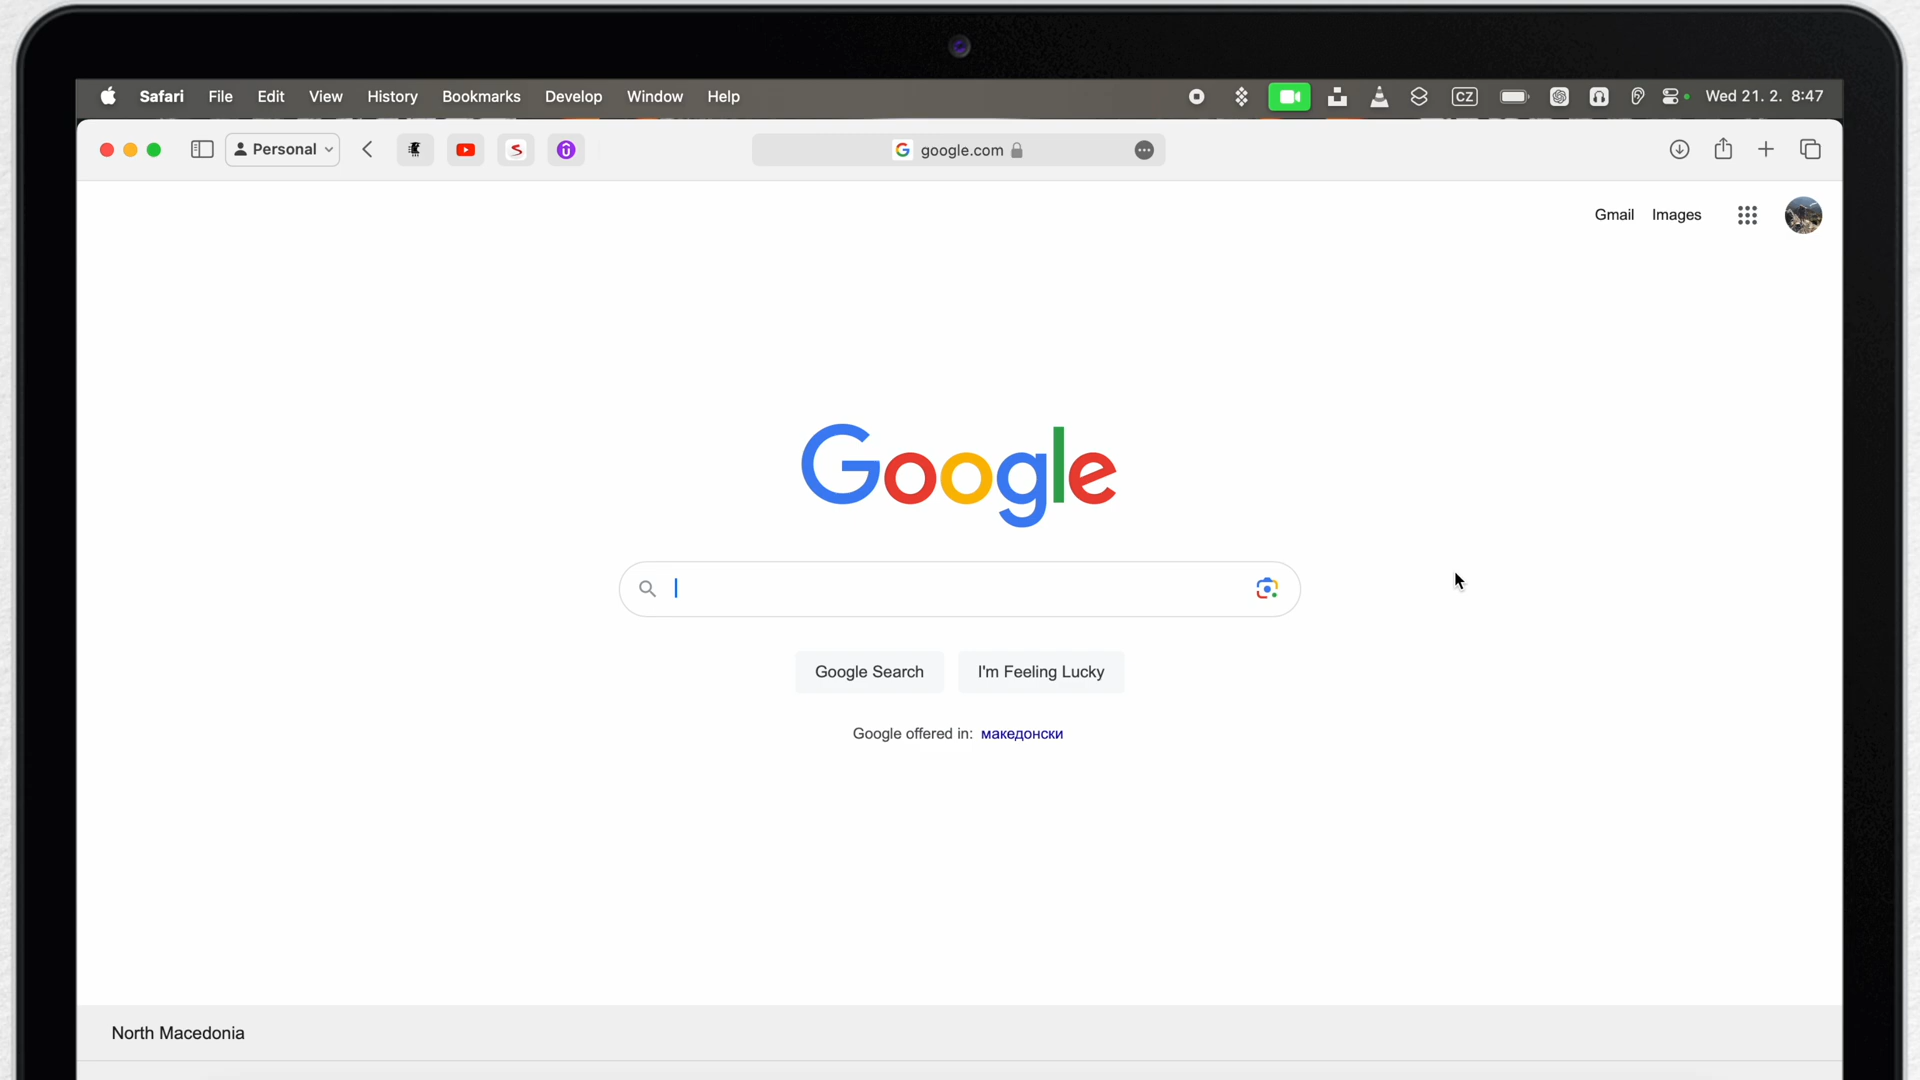 Safari File Edit View History Bookmarks Develop Window Help CZ Wed 21. 2. 8:47
Personal google.com
Gmail Images
Google
Google Search I'm Feeling Lucky
Google offered in: македонски
North Macedonia